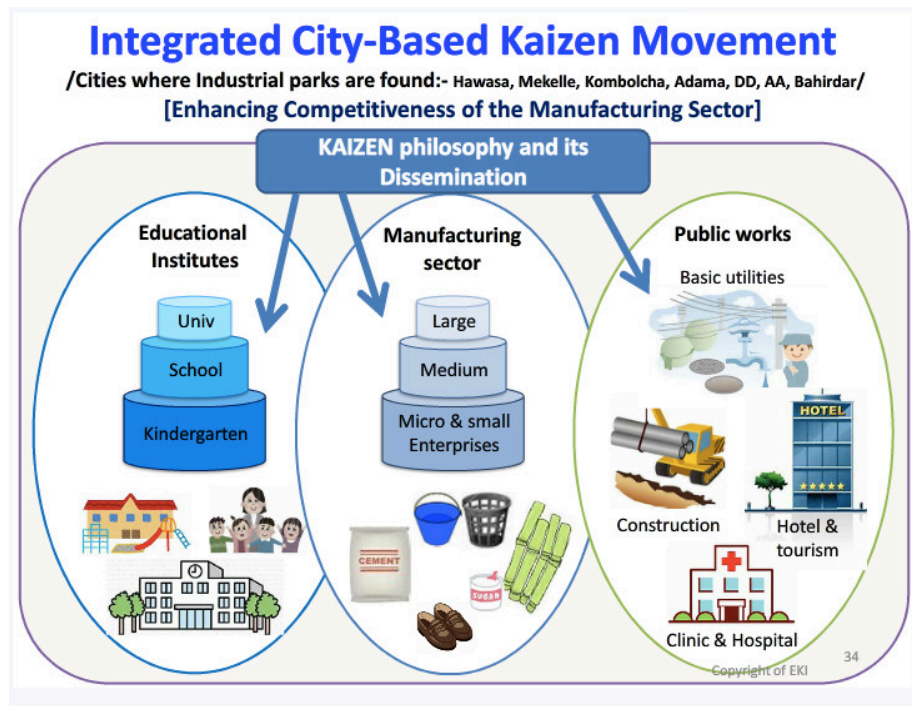 Integrated City-Based Kaizen Movement
/Cities where Industrial parks are found:- Hawasa, Mekelle, Kombolcha, Adama, DD, AA, Bahirdar/
[Enhancing Competitiveness of the Manufacturing Sector]
KAIZEN philosophy and its
Dissemination
Educational
Institutes
Univ
School
Kindergarten
Manufacturing
sector
Large
Medium
Micro & small
Enterprises
CEMENT
SUGAR
Public works
Basic utilities
HOTEL
Construction
Hotel &
tourism
Clinic & Hospital
34
Copyright of EKI